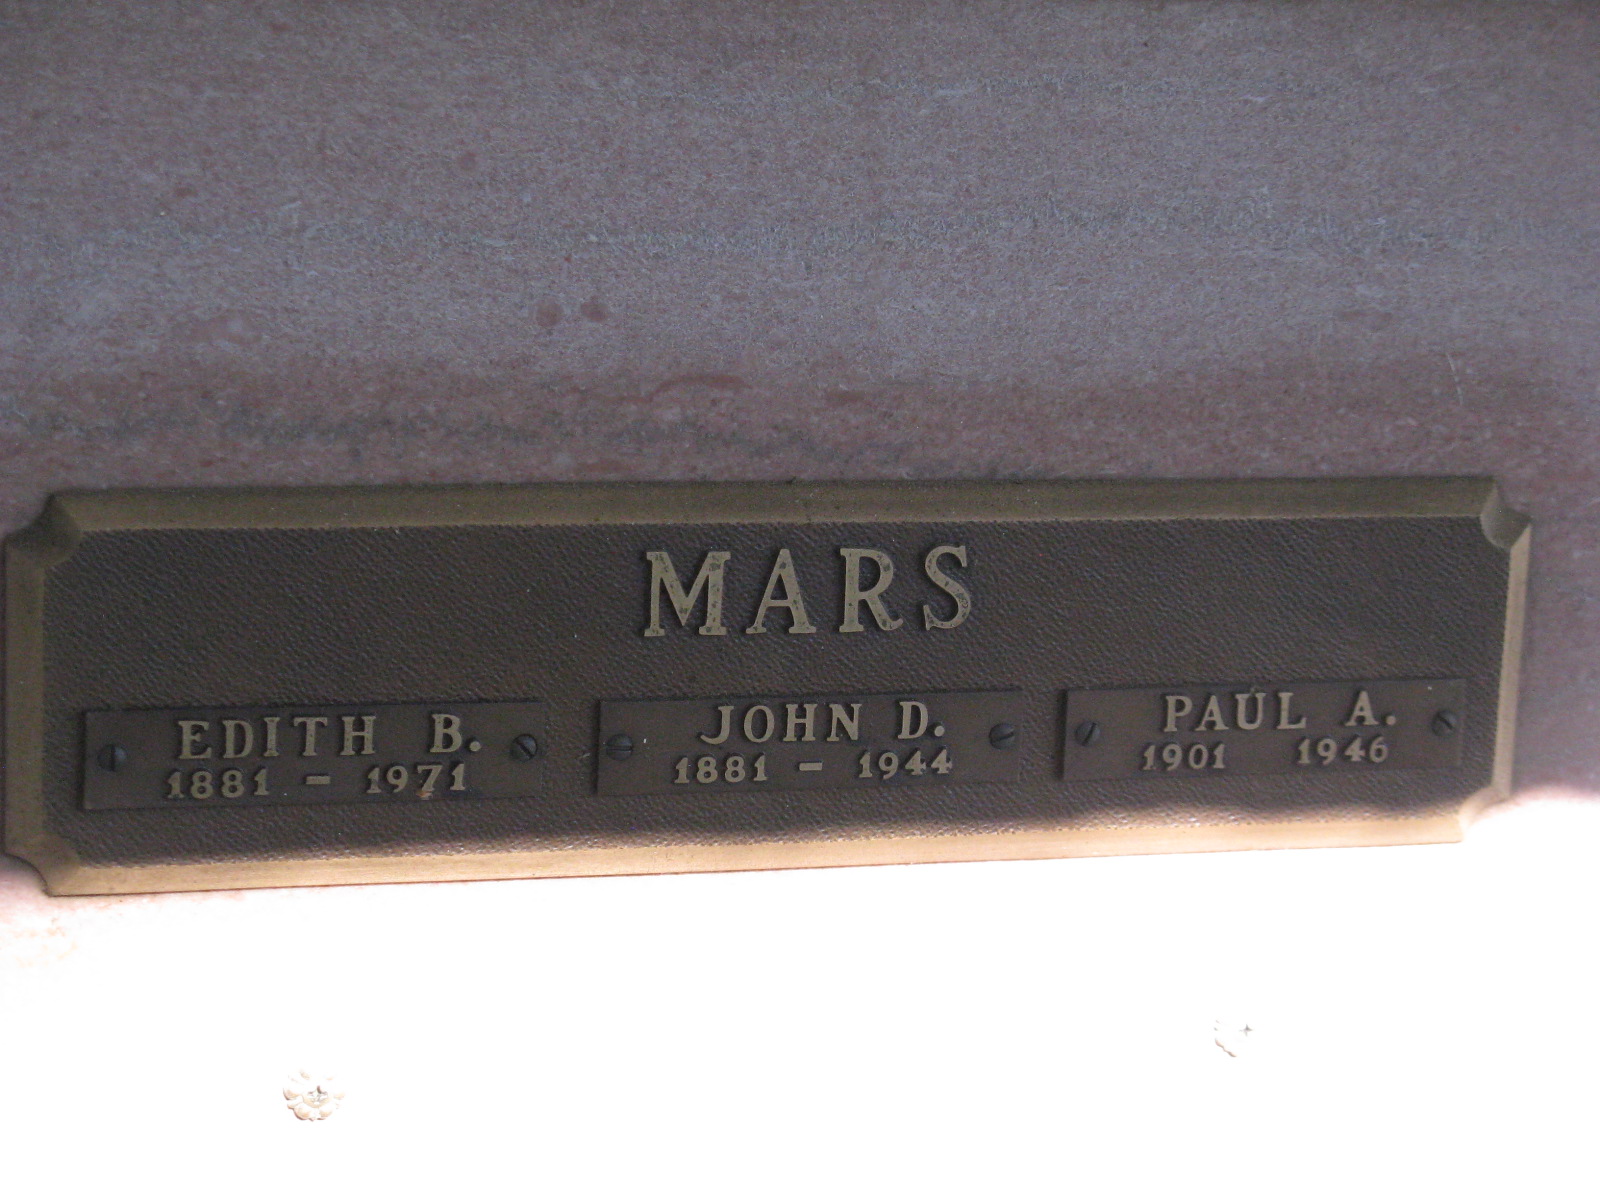 MARS
EDITH B.
1881 - 1971
JOHN D.
1881 - 1944
PAUL A.
1901 1946